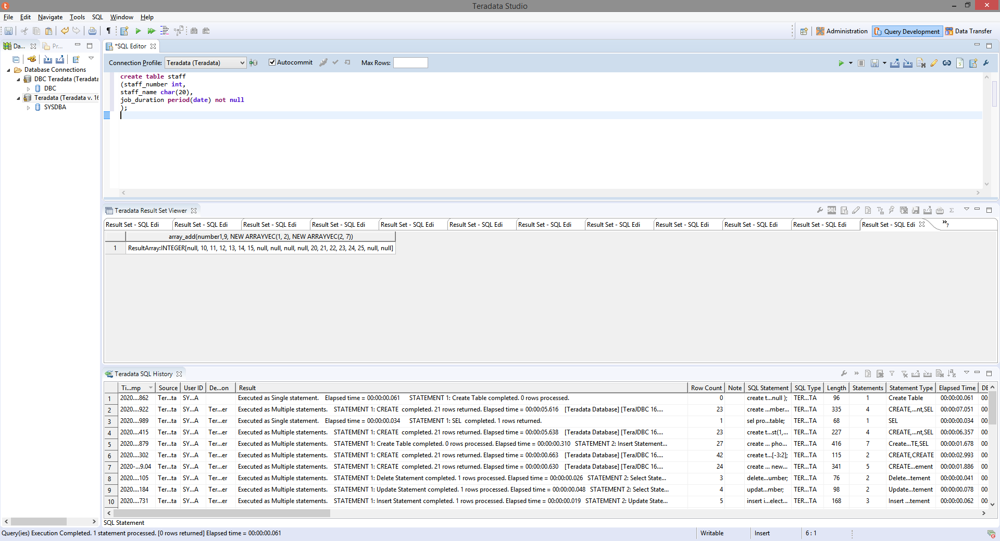 Teradata Studio
File Edit Navigate Tools SQL Window Help
Administration Query Development Data Transfer
Da... Pr...
*SQL Editor
Connection Profile: Teradata (Teradata) Autocommit Max Rows:
Database Connections
DBC Teradata (Teradata
DBC
Teradata (Teradata v. 16
SYSDBA
create table staff
(staff_number int,
staff_name char(20),
job_duration period(date) not null
);
Teradata Result Set Viewer
Result Set - SQL Edi Result Set - SQL Edi Result Set - SQL Edi Result Set - SQL Edi Result Set - SQL Edi Result Set - SQL Edi Result Set - SQL Edi Result Set - SQL Edi Result Set - SQL Edi Result Set - SQL Edi Result Set - SQL Edi Result Set - SQL Edi »7
array_add(number1,9, NEW ARRAYVEC(1, 2), NEW ARRAYVEC(2, 7))
1 ResultArray:INTEGER[null, 10, 11, 12, 13, 14, 15, null, null, null, null, 20, 21, 22, 23, 24, 25, null, null]
Teradata SQL History
Ti...mp Source User ID De...on Result Row Count Note SQL Statement SQL Type Length Statements Statement Type Elapsed Time DE
1 2020....862 Ter...ta SY...A Executed as Single statement. Elapsed time = 00:00:00.061 STATEMENT 1: Create Table completed. 0 rows processed. 0 create t...null ); TER...TA 96 1 Create Table 00:00:00.061 00:
2 2020....922 Ter...ta SY...A Ter...er Executed as Multiple statements. STATEMENT 1: CREATE completed. 21 rows returned. Elapsed time = 00:00:05.616 [Teradata Database] [TeraJDBC 16.... 23 create ...mber... TER...TA 335 4 CREATE,...nt,SEL 00:00:07.051 00:
3 2020....989 Ter...ta SY...A Ter...er Executed as Single statement. Elapsed time = 00:00:00.034 STATEMENT 1: SEL completed. 1 rows returned. 1 sel pro...table; TER...TA 68 1 SEL 00:00:00.034 00:
4 2020....415 Ter...ta SY...A Ter...er Executed as Multiple statements. STATEMENT 1: CREATE completed. 21 rows returned. Elapsed time = 00:00:05.638 [Teradata Database] [TeraJDBC 16.... 23 create t...st(1,... TER...TA 227 4 CREATE,...nt,SEL 00:00:06.357 00:
5 2020....879 Ter...ta SY...A Ter...er Executed as Multiple statements. STATEMENT 1: Create Table completed. 0 rows processed. Elapsed time = 00:00:00.310 STATEMENT 2: Insert Statement... 27 create ... pho... TER...TA 416 7 Create...TE,SEL 00:00:01.678 00:
6 2020....302 Ter...ta SY...A Ter...er Executed as Multiple statements. STATEMENT 1: CREATE completed. 21 rows returned. Elapsed time = 00:00:00.663 [Teradata Database] [TeraJDBC 16.... 42 create t...[-3:2]; TER...TA 115 2 CREATE,CREATE 00:00:02.993 00:
7 2020-...9.04 Ter...ta SY...A Ter...er Executed as Multiple statements. STATEMENT 1: CREATE completed. 21 rows returned. Elapsed time = 00:00:00.630 [Teradata Database] [TeraJDBC 16.... 24 create ... new... TER...TA 341 5 CREATE...ement 00:00:01.886 00:
8 2020....105 Ter...ta SY...A Ter...er Executed as Multiple statements. STATEMENT 1: Delete Statement completed. 1 rows processed. Elapsed time = 00:00:00.026 STATEMENT 2: Select State... 3 delete...umber; TER...TA 76 2 Delete...tement 00:00:00.041 00:
9 2020....184 Ter...ta SY...A Ter...er Executed as Multiple statements. STATEMENT 1: Update Statement completed. 1 rows processed. Elapsed time = 00:00:00.048 STATEMENT 2: Select State... 4 updat...mber; TER...TA 98 2 Update...tement 00:00:00.078 00:
10 2020....731 Ter...ta SY...A Ter...er Executed as Multiple statements. STATEMENT 1: Insert Statement completed. 1 rows processed. Elapsed time = 00:00:00.019 STATEMENT 2: Update State... 5 insert i...elect... TER...TA 168 3 Insert ...tement 00:00:00.062 00:
SQL Statement
Query(ies) Execution Completed. 1 statement processed. [0 rows returned] Elapsed time = 00:00:00.061 Writable Insert 6 : 1